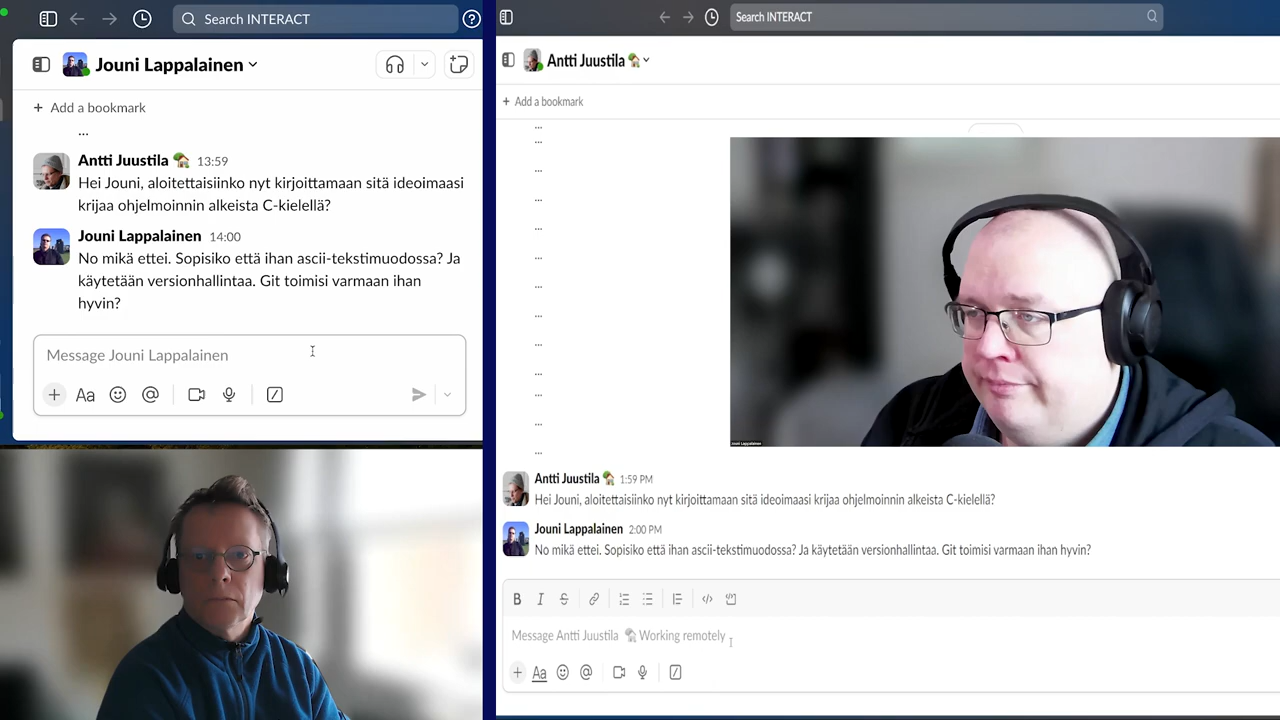 Search INTERACT
Jouni Lappalainen
+ Add a bookmark
...
Antti Juustila 13:59
Hei Jouni, aloitettaisiinko nyt kirjoittamaan sitä ideoimaasi
krijaa ohjelmoinnin alkeista C-kielellä?
Jouni Lappalainen 14:00
No mikä ettei. Sopisiko että ihan ascii-tekstimuodossa? Ja
käytetään versionhallintaa. Git toimisi varmaan ihan
hyvin?
Message Jouni Lappalainen
Aa
Search INTERACT
Antti Juustila
+ Add a bookmark
...
...
...
...
...
...
...
...
...
...
...
...
...
Jouni Lappalainen
Antti Juustila 1:59 PM
Hei Jouni, aloitettaisiinko nyt kirjoittamaan sitä ideoimaasi krijaa ohjelmoinnin alkeista C-kielellä?
Jouni Lappalainen 2:00 PM
No mikä ettei. Sopisiko että ihan ascii-tekstimuodossa? Ja käytetään versionhallintaa. Git toimisi varmaan ihan hyvin?
B I S
Message Antti Juustila Working remotely
Aa